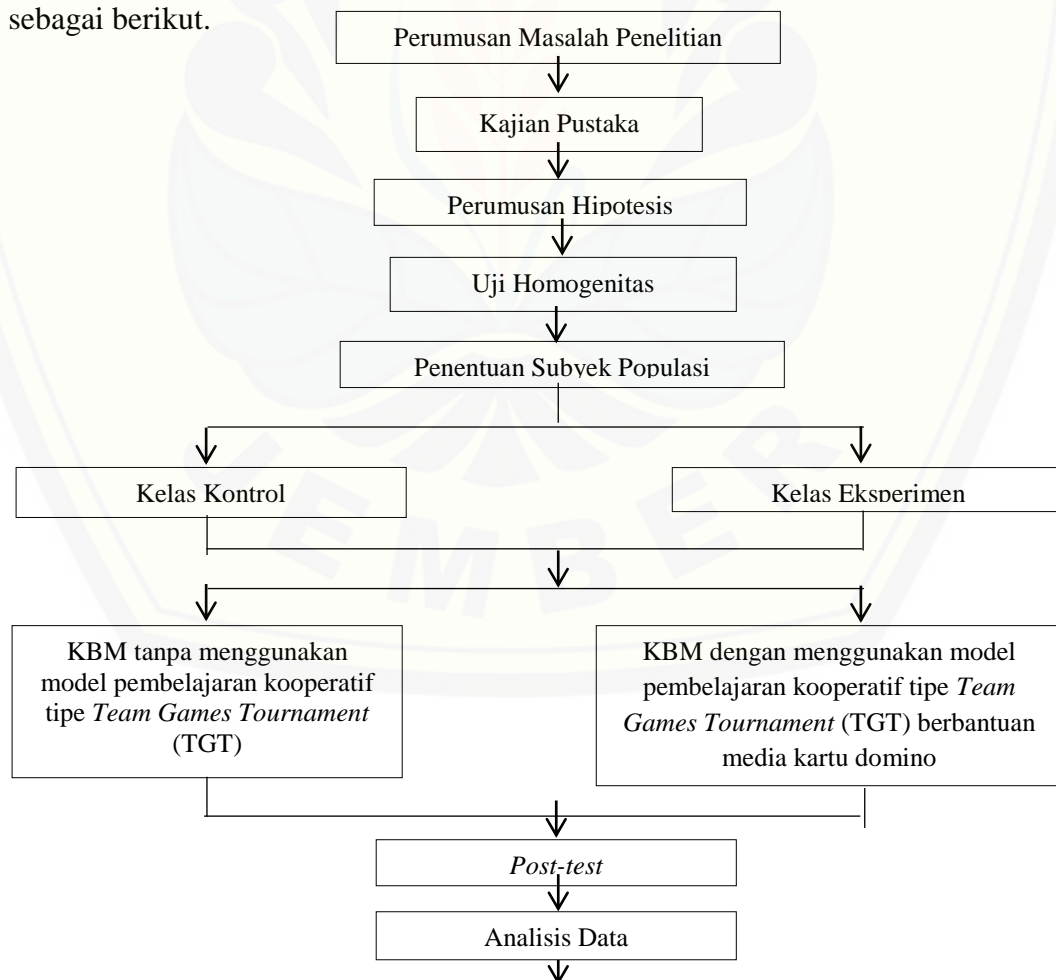 sebagai berikut.
Perumusan Masalah Penelitian
Kajian Pustaka
Perumusan Hipotesis
Uji Homogenitas
Penentuan Subyek Populasi
Kelas Kontrol
Kelas Eksperimen
KBM tanpa menggunakan
model pembelajaran kooperatif
tipe Team Games Tournament
(TGT)
KBM dengan menggunakan model
pembelajaran kooperatif tipe Team
Games Tournament (TGT) berbantuan
media kartu domino
Post-test
Analisis Data
JEMBER